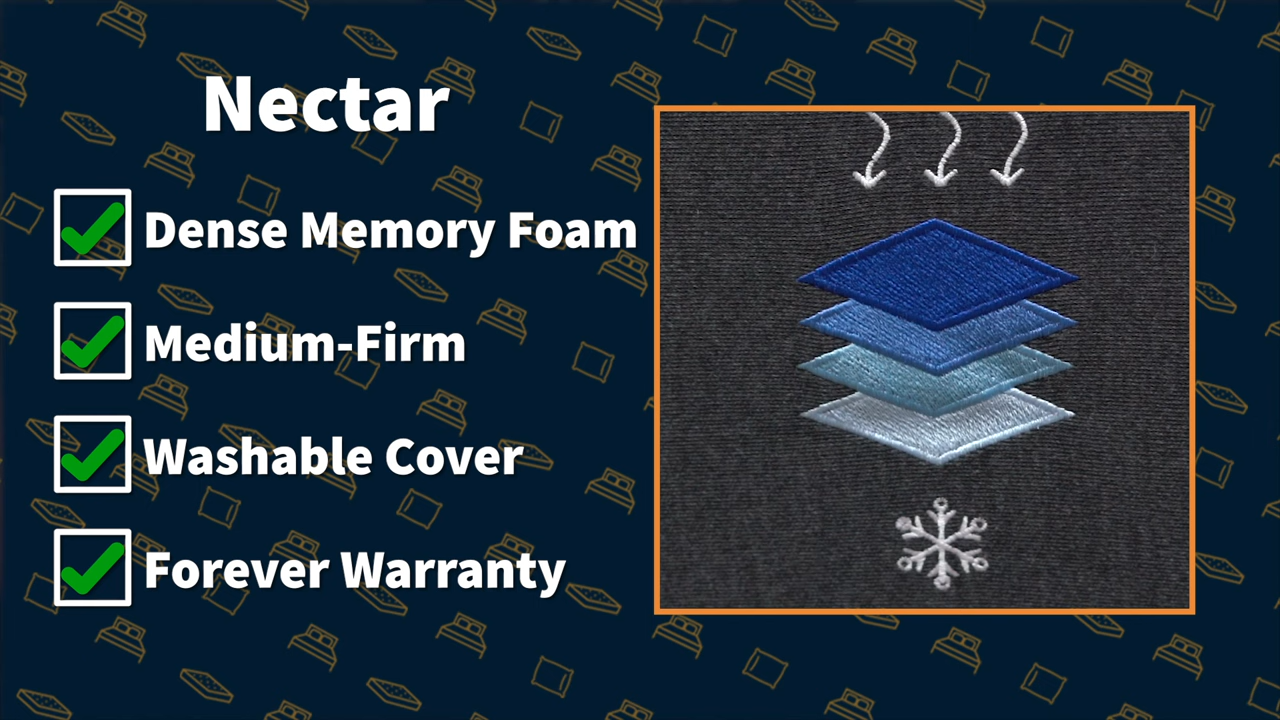 Nectar
Dense Memory Foam
Medium-Firm
Washable Cover
Forever Warranty